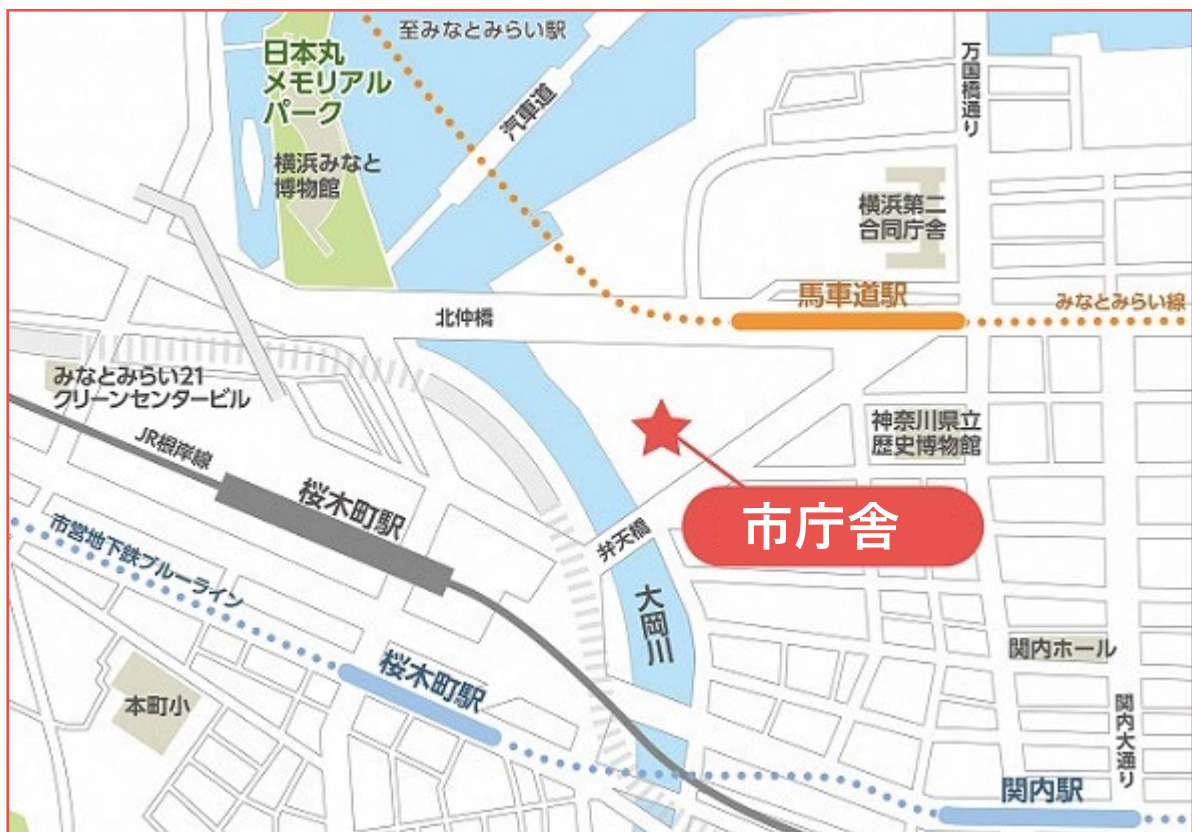 至みなとみらい駅
日本丸
メモリアル
パーク
汽車道
万国橋通り
横浜みなと
博物館
横浜第二
合同庁舎
馬車道駅
みなとみらい線
北仲橋
みなとみらい21
クリーンセンタービル
神奈川県立
歴史博物館
JR根岸線
桜木町駅
市庁舎
市営地下鉄ブルーライン
弁天橋
大岡川
関内ホール
桜木町駅
本町小
関内大通り
関内駅